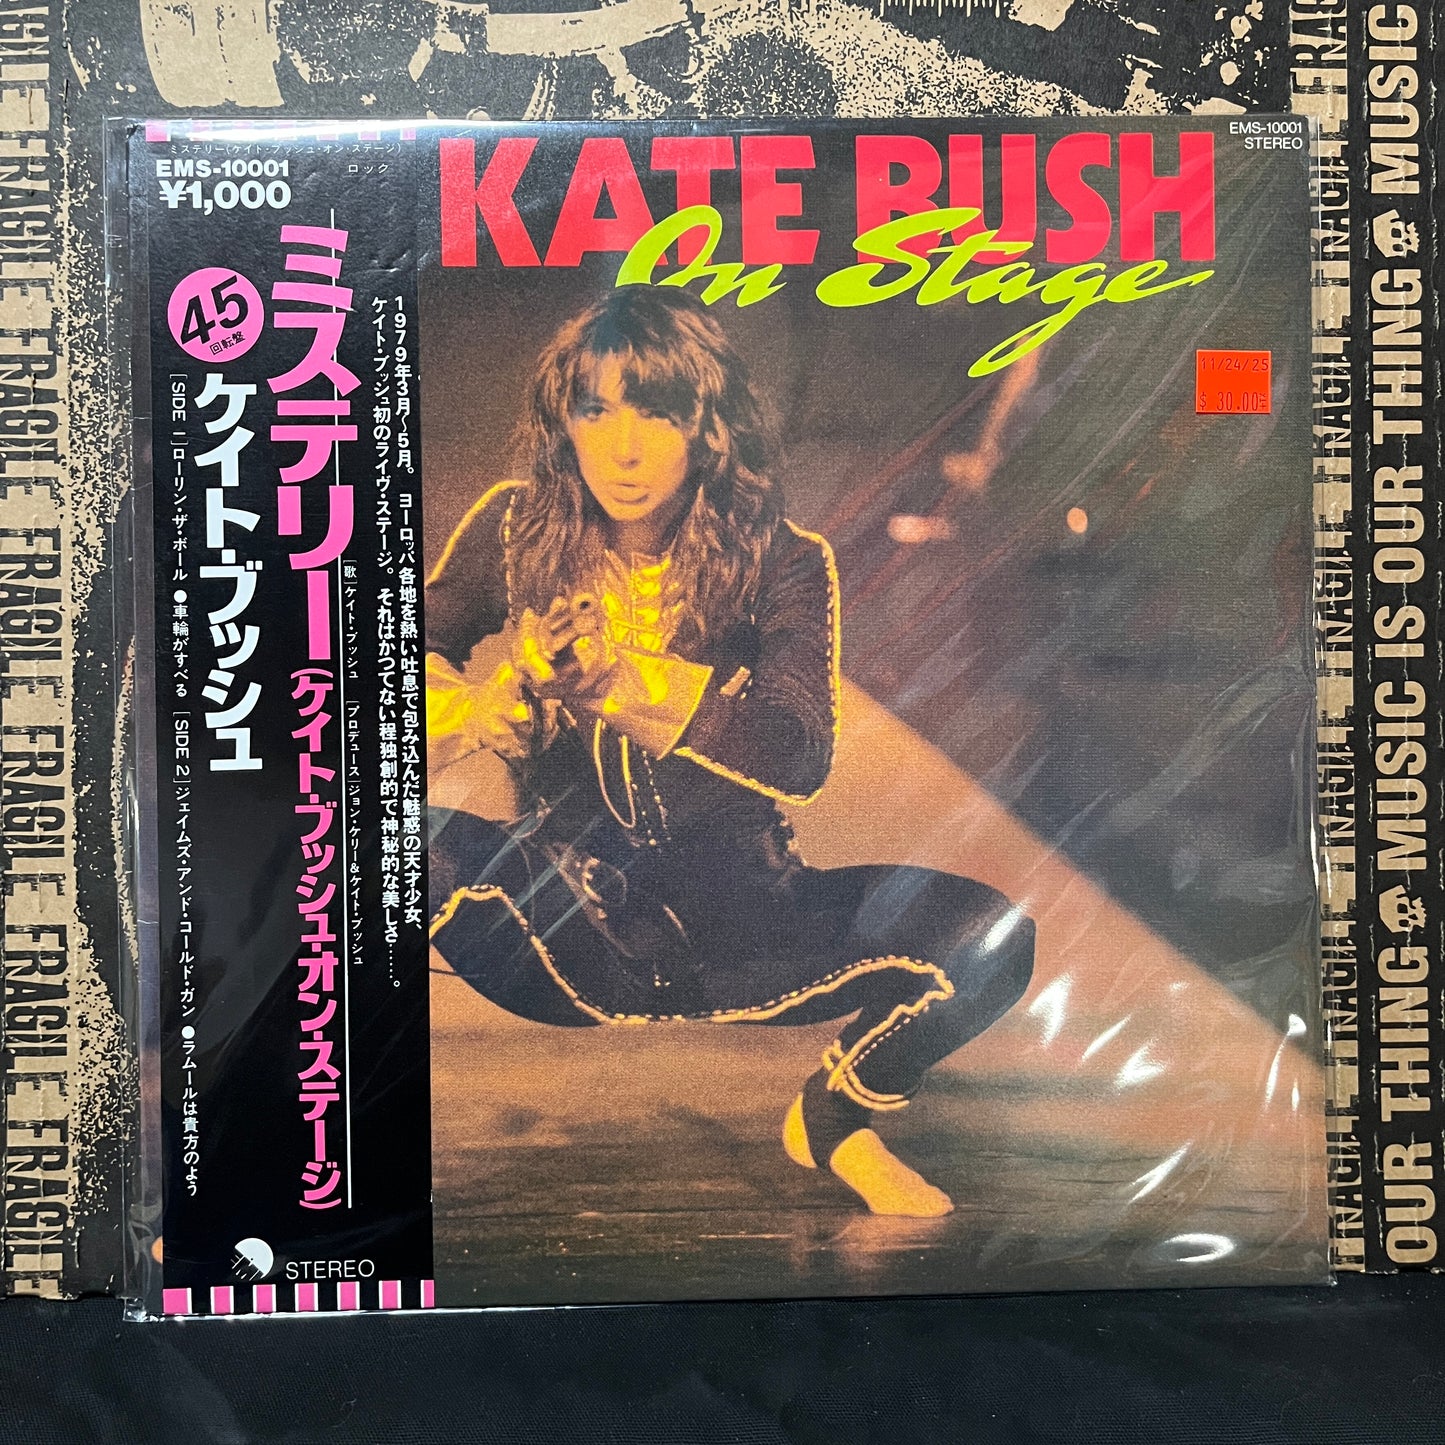 ミステリー(ケイト・ブッシュ・オン・ステージ)
EMS-10001
ロック
¥1,000
ミステリー(ケイト・ブッシュ・オン・ステージ)
45
回転盤
ケイト・ブッシュ
1979年3月〜5月。ヨーロッパ各地を熱い吐息で包み込んだ魅惑の天才少女、
ケイト・ブッシュ初のライヴ・ステージ。それはかつてない程独創的で神秘的な美しさ……。
[歌]ケイト・ブッシュ [プロデュース]ジョン・ケリー&ケイト・ブッシュ
[SIDE 1]ローリン・ザ・ボール ●車輪がすべる [SIDE 2]ジェイムズ・アンド・コールド・ガン ●ラムールは貴方のよう
STEREO
KATE BUSH
On Stage
EMS-10001
STEREO
11/24/25
$ 30.00
FRAGILE FRAGILE FRAGILE FRAGILE FRAGILE
OUR THING MUSIC IS OUR THING MUSIC